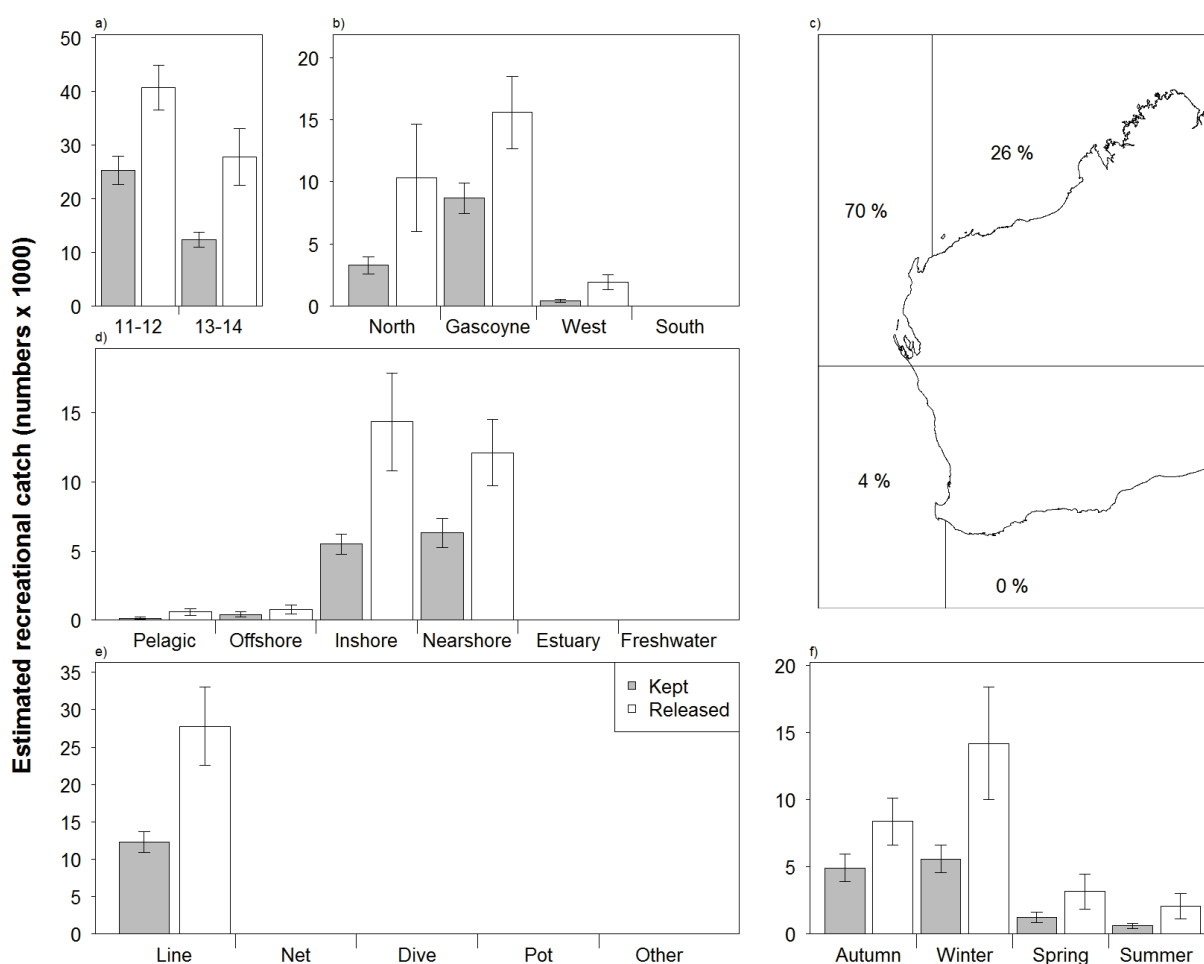 Estimated recreational catch (numbers x 1000)
a)
50
40
30
20
10
0
11-12 13-14
b)
20
15
10
5
0
North Gascoyne West South
c)
26 %
70 %
4 %
0 %
d)
15
10
5
0
Pelagic Offshore Inshore Nearshore Estuary Freshwater
e)
35
30
25
20
15
10
5
0
Kept
Released
Line Net Dive Pot Other
f)
20
15
10
5
0
Autumn Winter Spring Summer